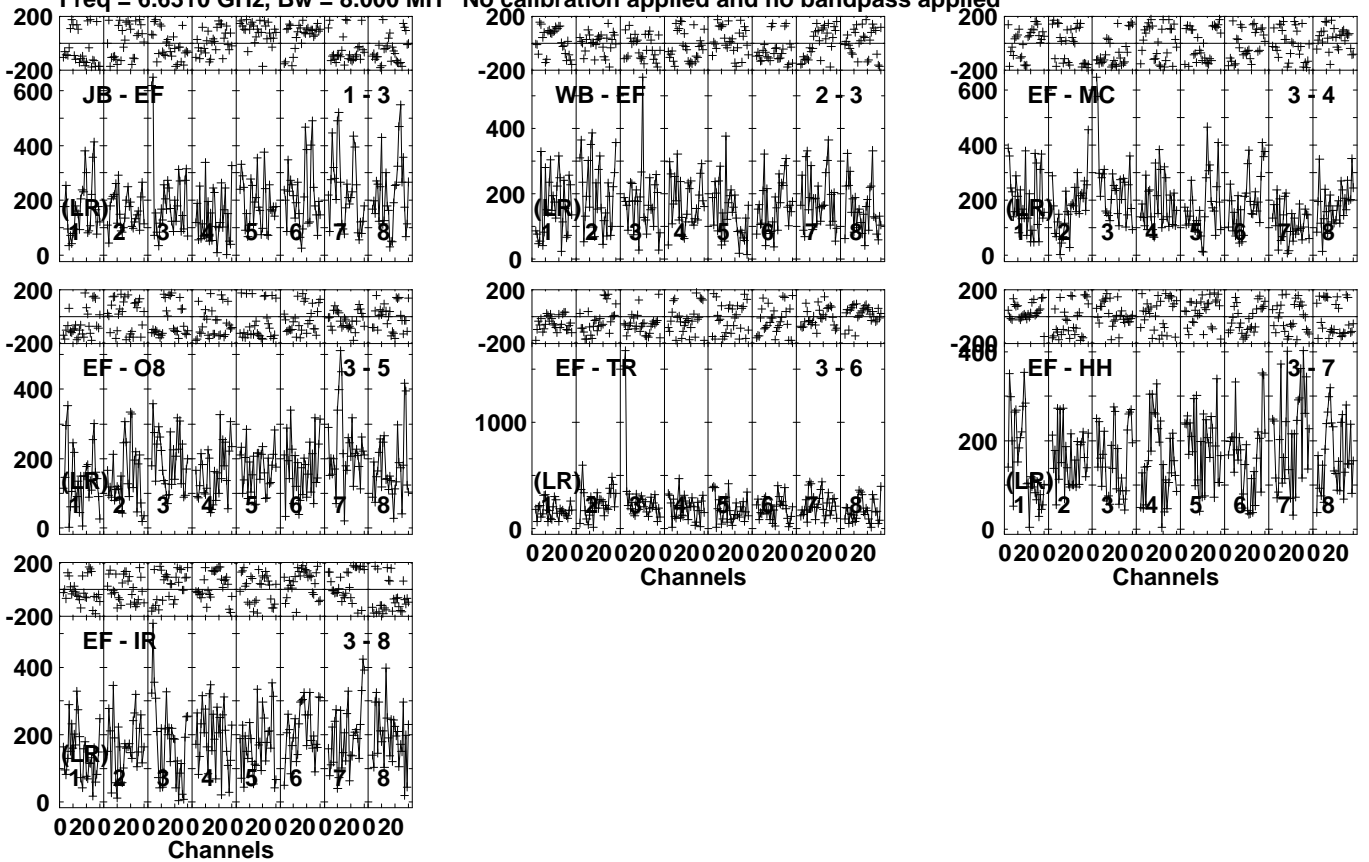 Freq = 6.6310 GHz, Bw = 8.000 MH No calibration applied and no bandpass applied
200 200 200
-200 -200
JB - EF 1 - 3 WB - EF 2 - 3 EF - MC 3 - 4
600 600
400 400 400
200 200 200
(LR) (LR) (LR)
1 2 3 4 5 6 7 8 1 2 3 4 5 6 7 8 1 2 3 4 5 6 7 8
0 0 0
200 200 200
-200 -200 -200
EF - O8 3 - 5 EF - TR 3 - 6 EF - HH 3 - 7
400 1000 400
200 200
(LR) (LR) (LR)
1 2 3 4 5 6 7 8 1 2 3 4 5 6 7 8 1 2 3 4 5 6 7 8
0 0 0
0 20 0 20 0 20 0 20 0 20 0 20 0 20 0 20 0 20 0 20 0 20 0 20 0 20 0 20 0 20 0 20
Channels Channels
200
-200
EF - IR 3 - 8
400
200
(LR)
1 2 3 4 5 6 7 8
0
0 20 0 20 0 20 0 20 0 20 0 20 0 20 0 20
Channels